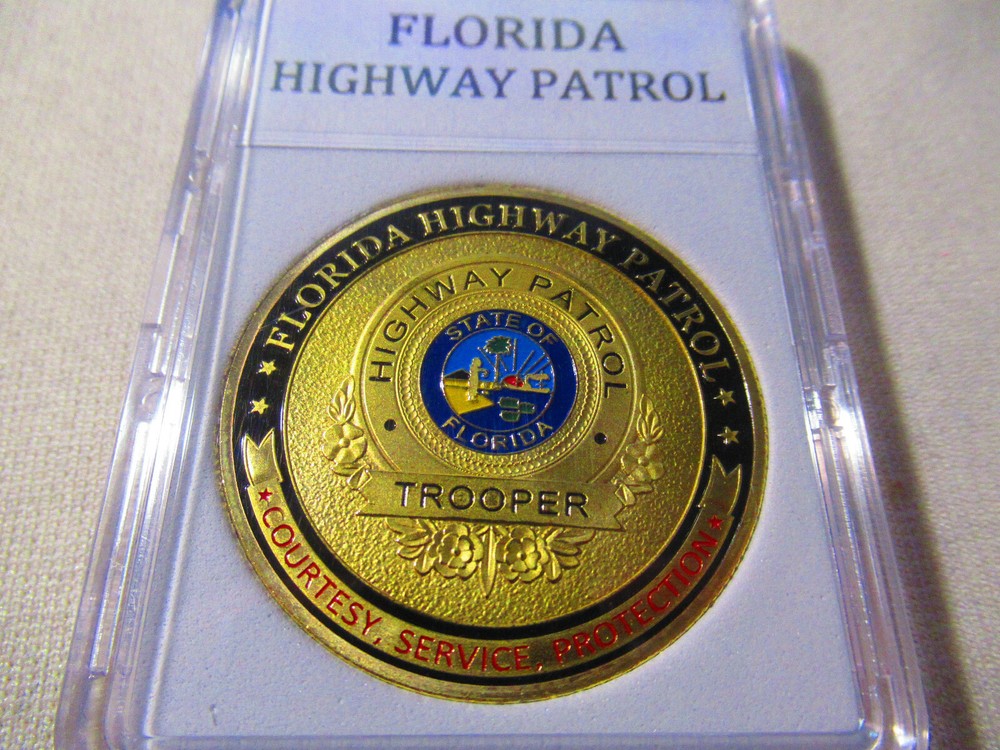 FLORIDA
HIGHWAY PATROL
FLORIDA HIGHWAY PATROL
HIGHWAY PATROL
STATE OF
FLORIDA
TROOPER
COURTESY, SERVICE, PROTECTION